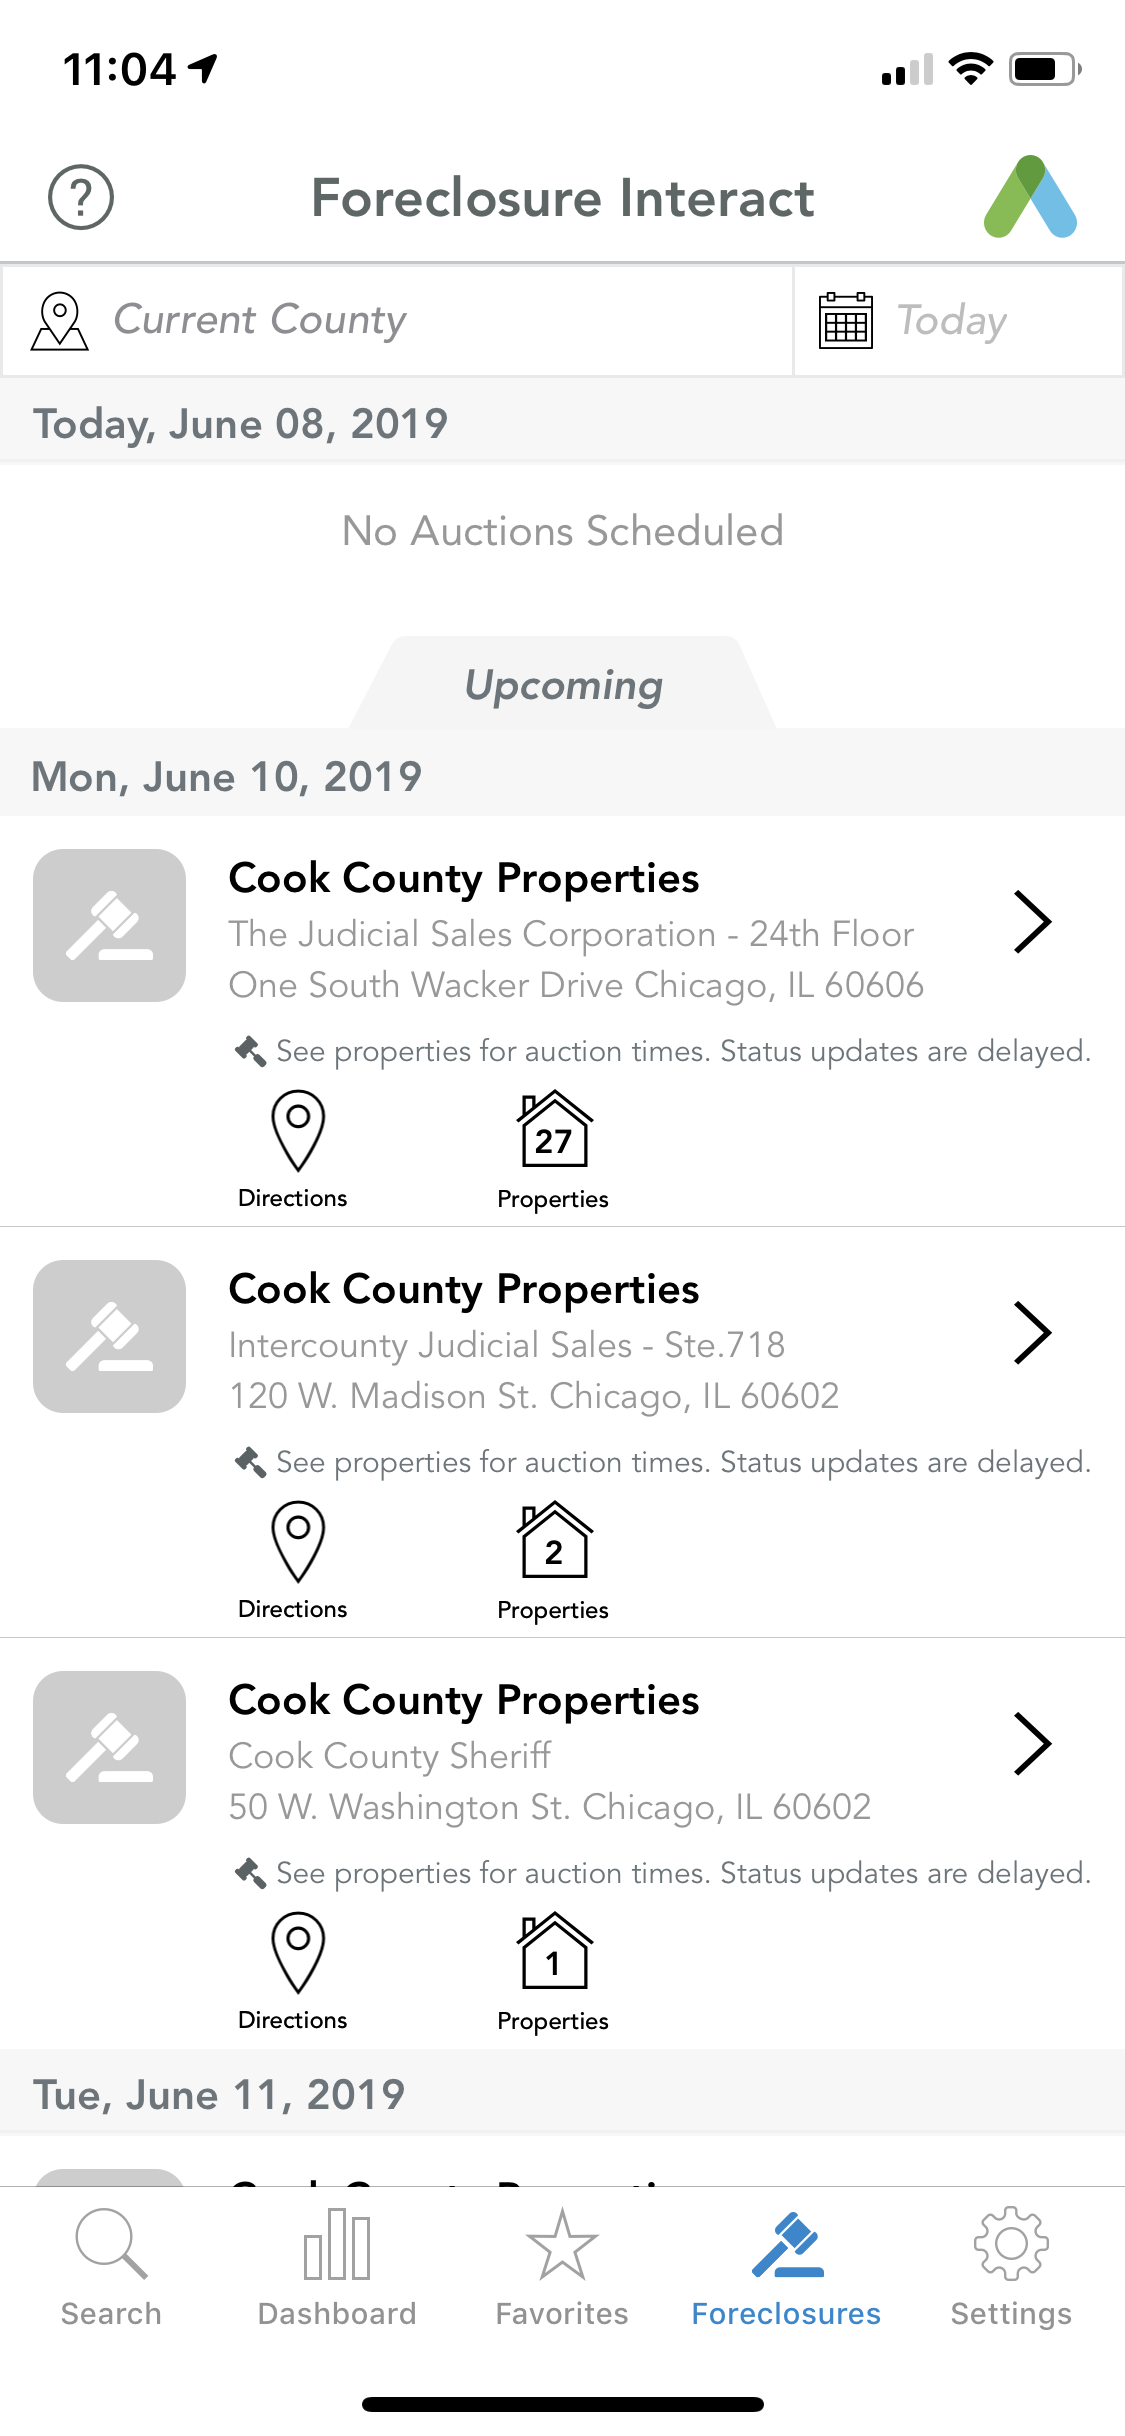 11:04
?
Foreclosure Interact
Current County
Today
Today, June 08, 2019
No Auctions Scheduled
Upcoming
Mon, June 10, 2019
Cook County Properties
The Judicial Sales Corporation - 24th Floor
One South Wacker Drive Chicago, IL 60606
See properties for auction times. Status updates are delayed.
27
Directions
Properties
Cook County Properties
Intercounty Judicial Sales - Ste.718
120 W. Madison St. Chicago, IL 60602
See properties for auction times. Status updates are delayed.
2
Directions
Properties
Cook County Properties
Cook County Sheriff
50 W. Washington St. Chicago, IL 60602
See properties for auction times. Status updates are delayed.
1
Directions
Properties
Tue, June 11, 2019
Search
Dashboard
Favorites
Foreclosures
Settings